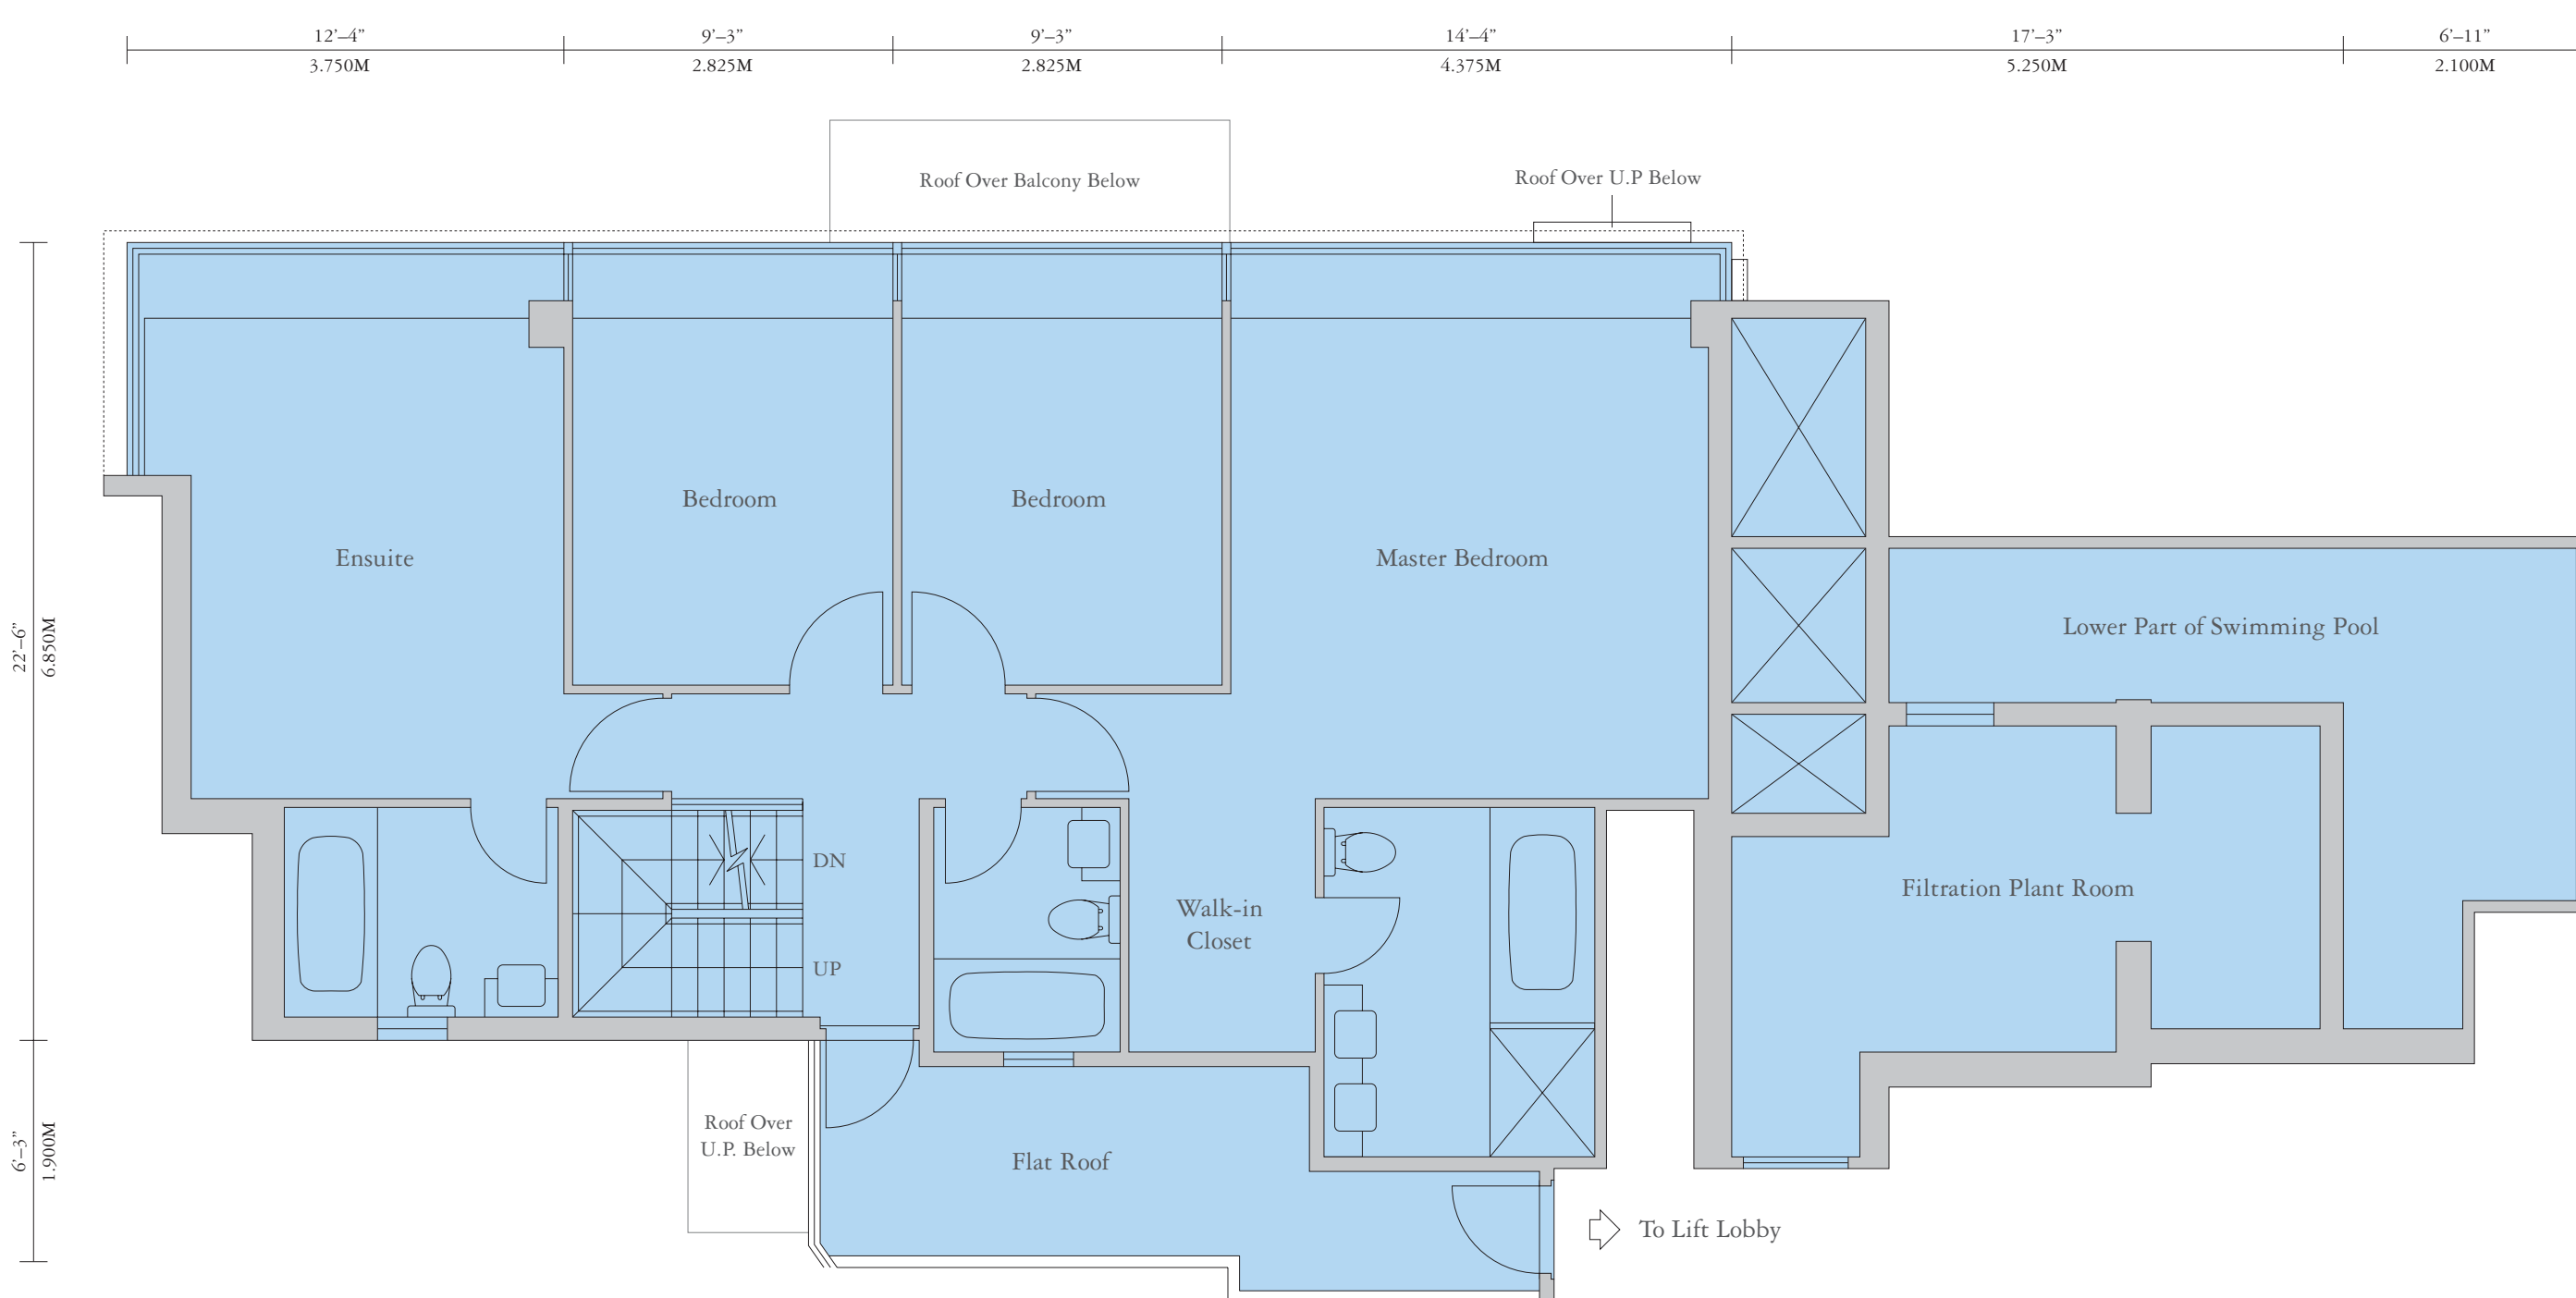 12’–4”
9’–3”
9’–3”
14’–4”
17’–3”
6’–11”
3.750M
2.825M
2.825M
4.375M
5.250M
2.100M
Roof Over Balcony Below
Roof Over U.P Below
Bedroom
Bedroom
Ensuite
Master Bedroom
22’–6”
6.850M
Lower Part of Swimming Pool
DN
UP
Walk-in
Closet
Filtration Plant Room
6’–3”
1.900M
Roof Over
U.P. Below
Flat Roof
To Lift Lobby